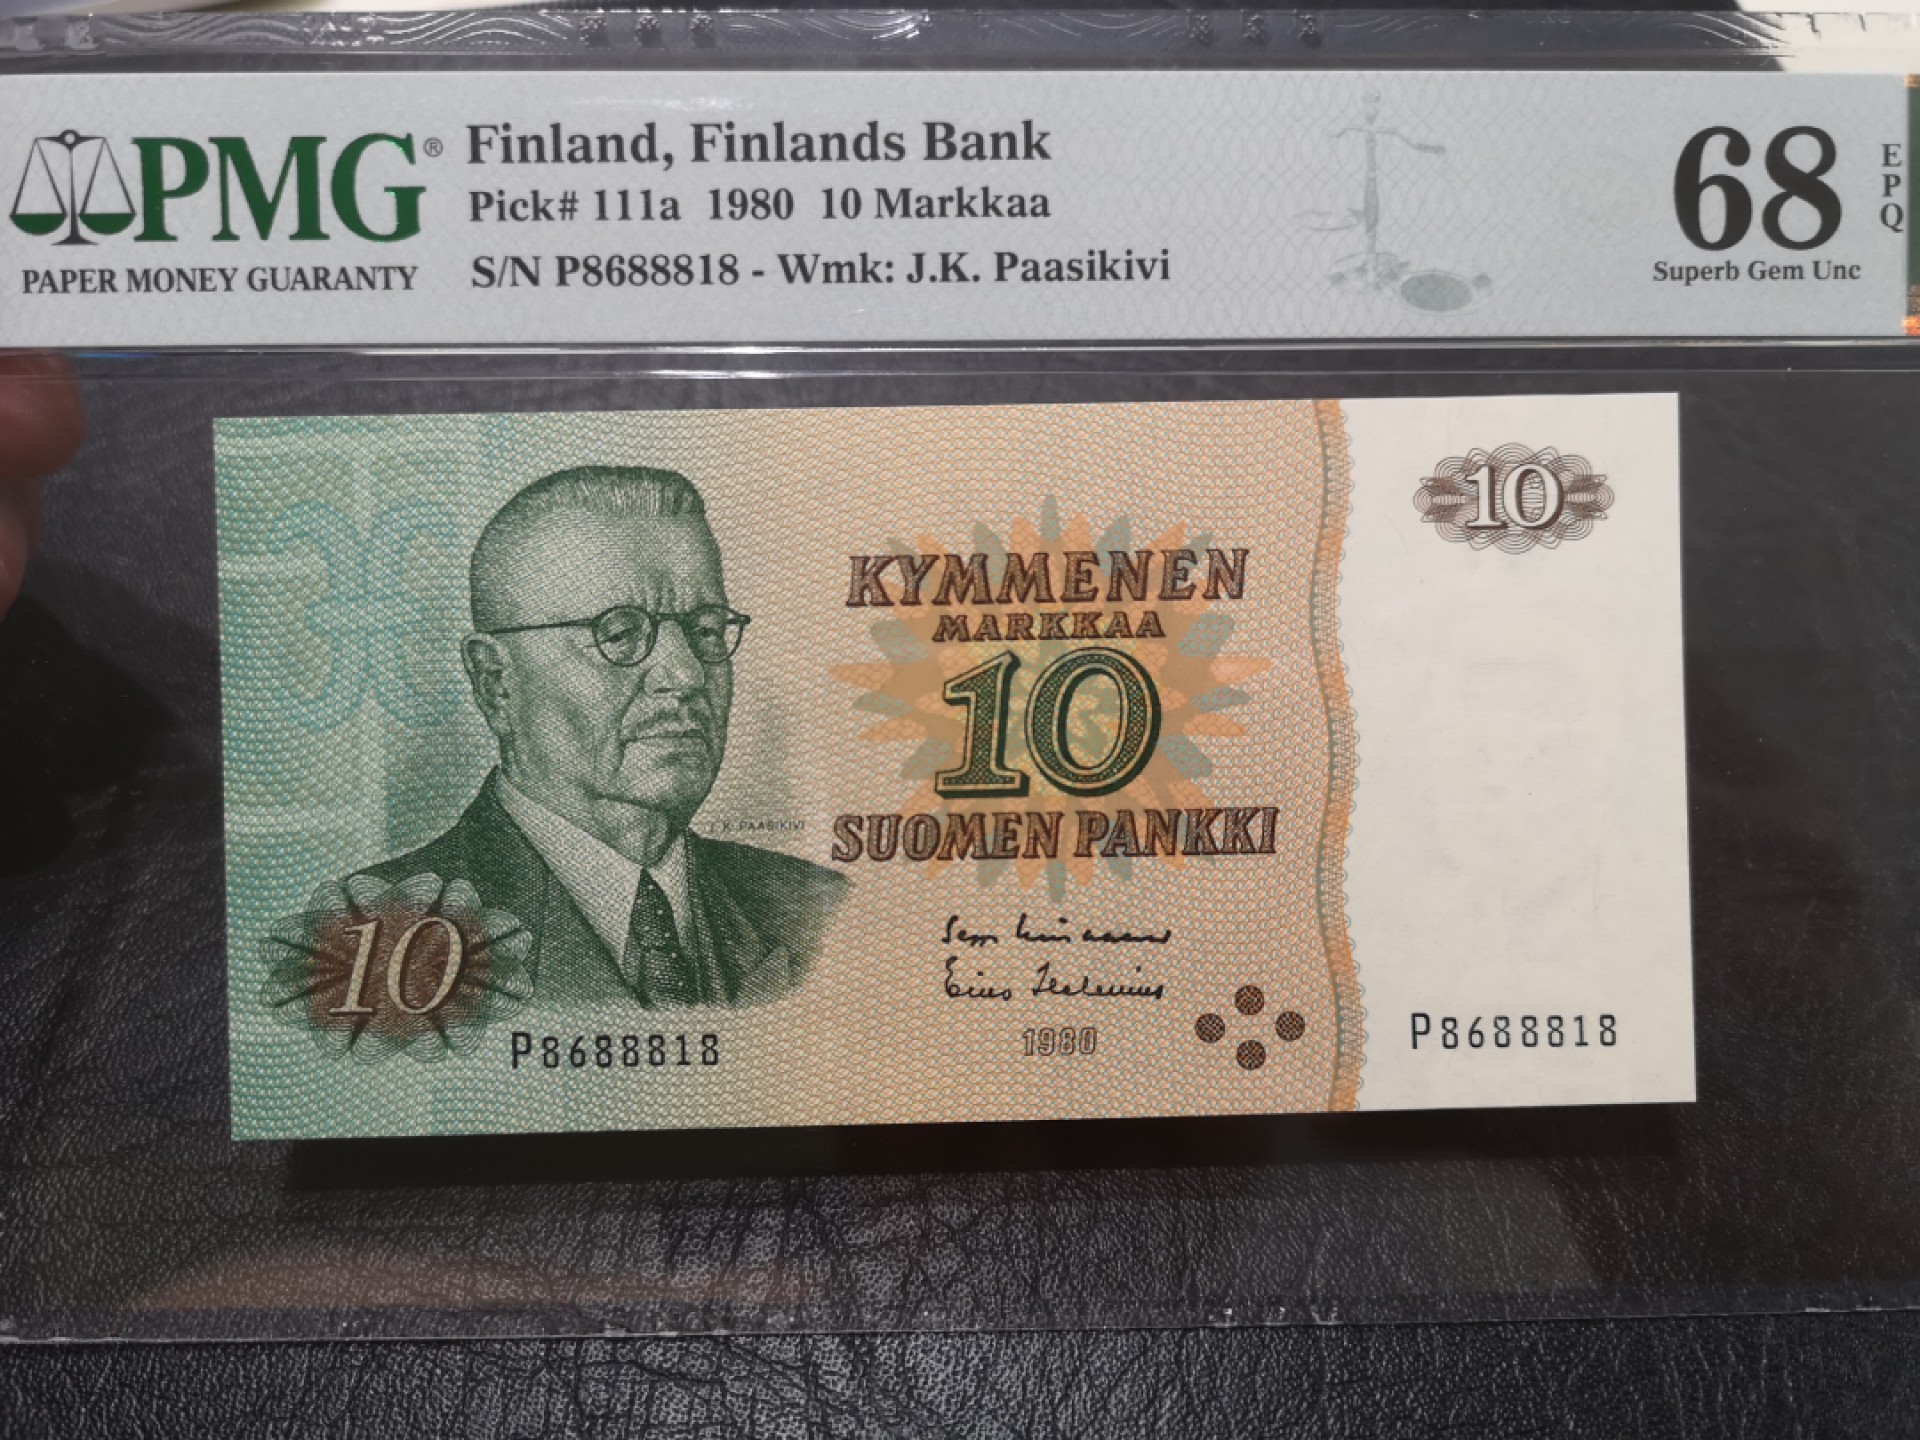 PMG®
PAPER MONEY GUARANTY
Finland, Finlands Bank
Pick# 111a 1980 10 Markkaa
S/N P8688818 - Wmk: J.K. Paasikivi
68
EPQ
Superb Gem Unc
10
KYMMENEN
MARKKAA
10
J. K. PAASIKIVI
SUOMEN PANKKI
10
1980
P8688818
P8688818